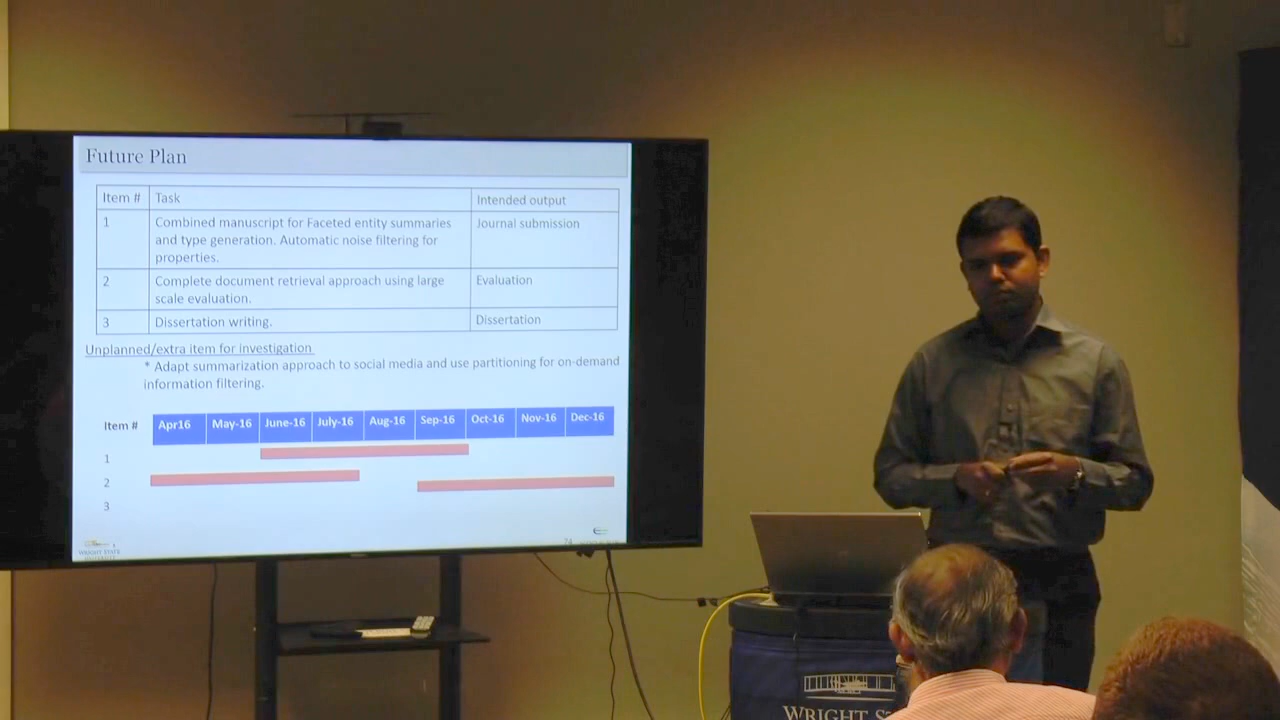 Future Plan
Item # Task Intended output
1 Combined manuscript for Faceted entity summaries Journal submission
and type generation. Automatic noise filtering for
properties.
2 Complete document retrieval approach using large Evaluation
scale evaluation.
3 Dissertation writing. Dissertation
Unplanned/extra item for investigation
* Adapt summarization approach to social media and use partitioning for on-demand
information filtering.
Item # Apr16 May-16 June-16 July-16 Aug-16 Sep-16 Oct-16 Nov-16 Dec-16
1
2
3
WRIGHT STATE
UNIVERSITY
74
WRIGHT S